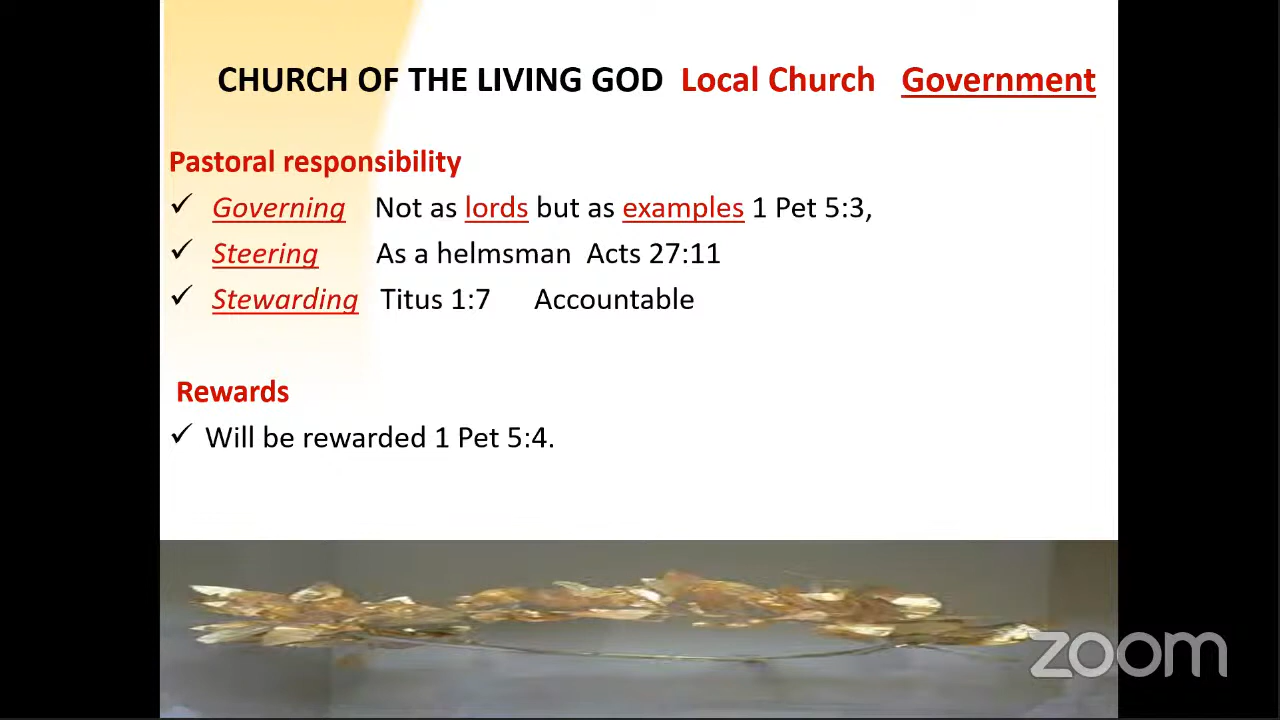 CHURCH OF THE LIVING GOD Local Church Government
Pastoral responsibility
✓ Governing Not as lords but as examples 1 Pet 5:3,
✓ Steering As a helmsman Acts 27:11
✓ Stewarding Titus 1:7 Accountable
Rewards
✓ Will be rewarded 1 Pet 5:4.
zoom